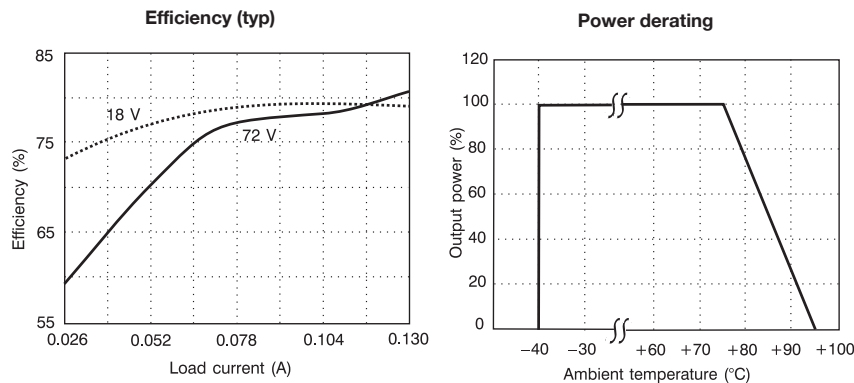 Efficiency (typ)
85
75
65
55
Efficiency (%)
18 V
72 V
0.026 0.052 0.078 0.104 0.130
Load current (A)
Power derating
120
100
80
60
40
20
0
Output power (%)
−40 −30 +60 +70 +80 +90 +100
Ambient temperature (°C)